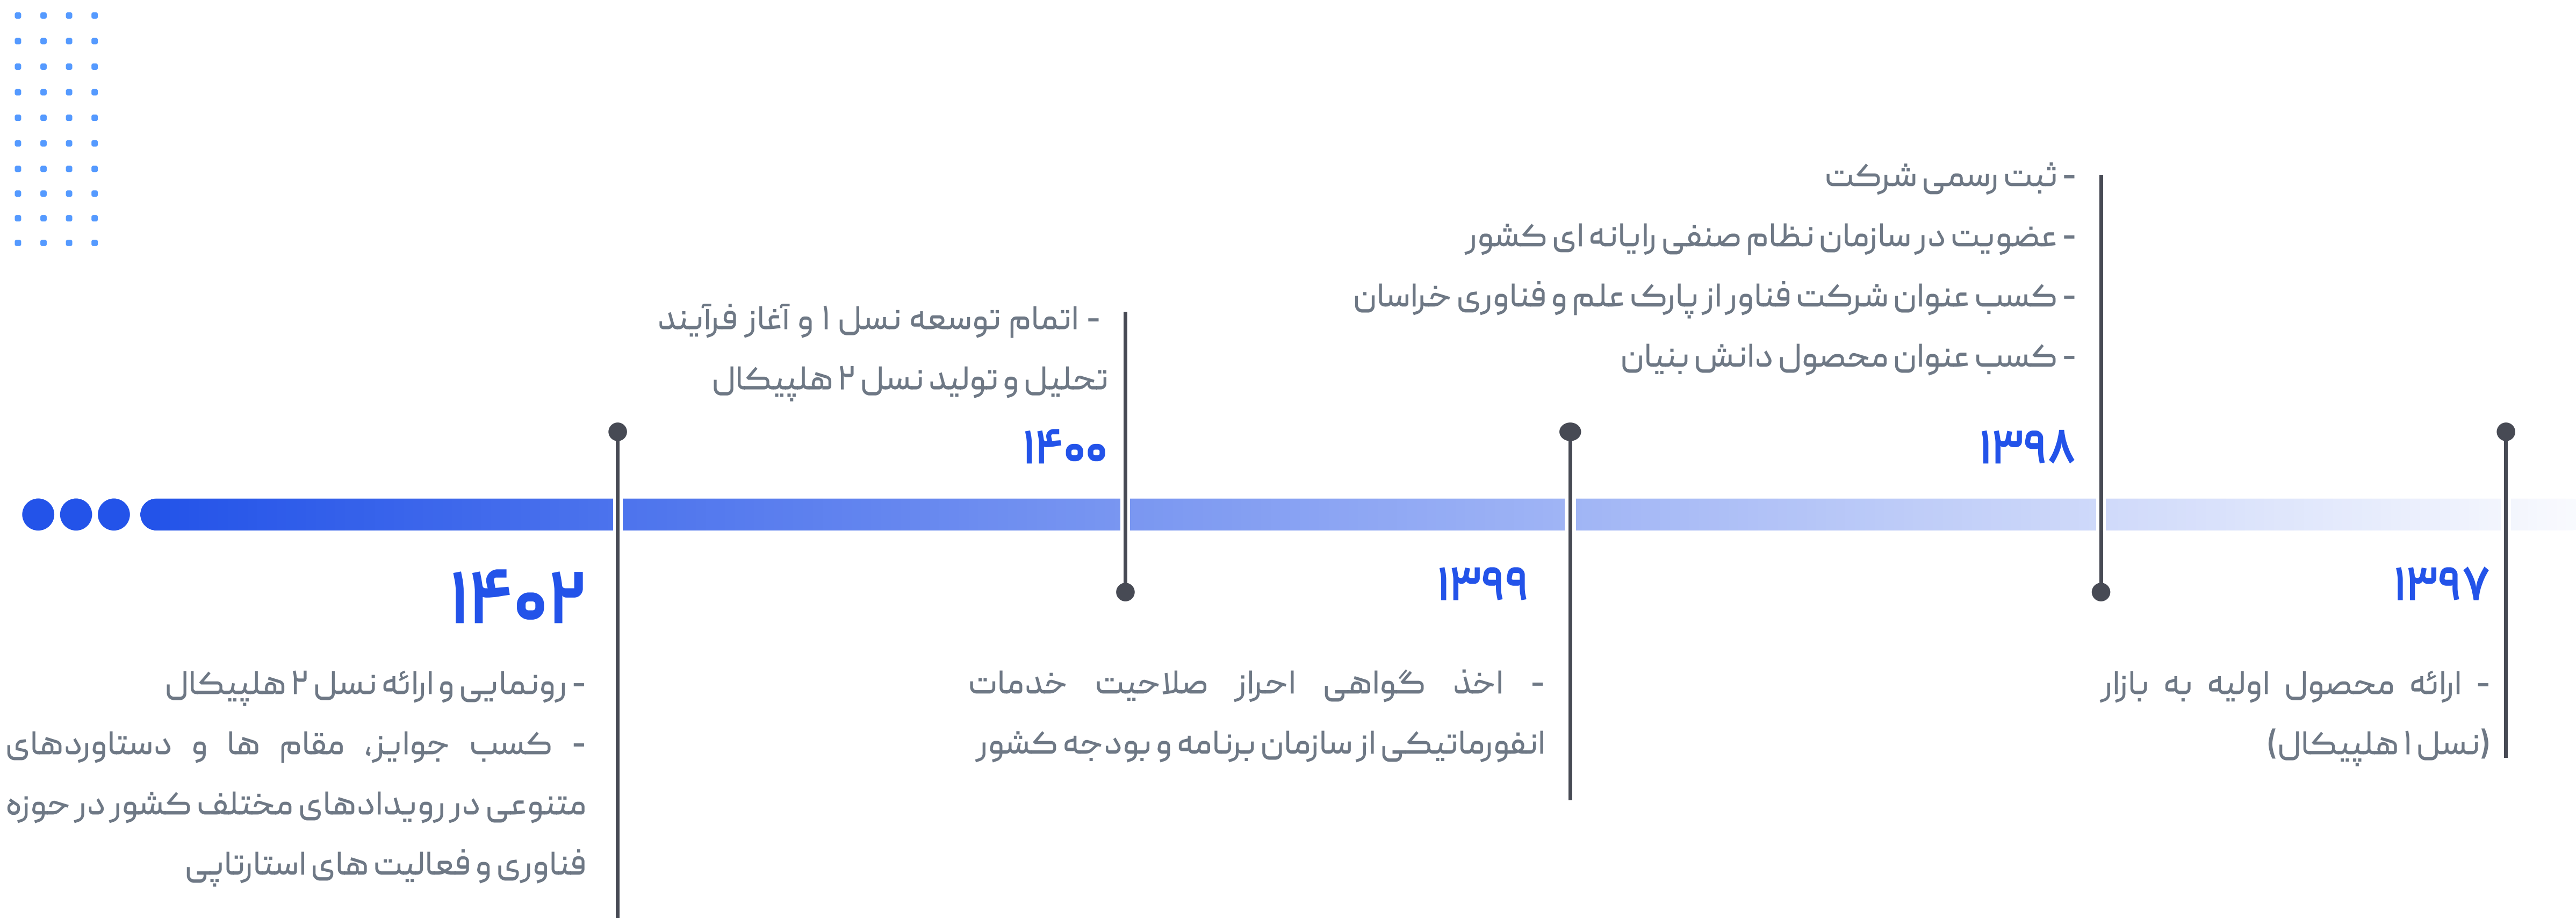 ۱۳۹۷
- ارائه محصول اولیه به بازار
(نسل ۱ هلپیکال)
- ثبت رسمی شرکت
- عضویت در سازمان نظام صنفی رایانه ای کشور
- کسب عنوان شرکت فناور از پارک علم و فناوری خراسان
- کسب عنوان محصول دانش بنیان
۱۳۹۸
۱۳۹۹
- اخذ گواهی احراز صلاحیت خدمات
انفورماتیکی از سازمان برنامه و بودجه کشور
- اتمام توسعه نسل ۱ و آغاز فرآیند
تحلیل و تولید نسل ۲ هلپیکال
۱۴۰۰
۱۴۰۲
- رونمایی و ارائه نسل ۲ هلپیکال
- کسب جوایز، مقام ها و دستاوردهای
متنوعی در رویدادهای مختلف کشور در حوزه
فناوری و فعالیت های استارتاپی